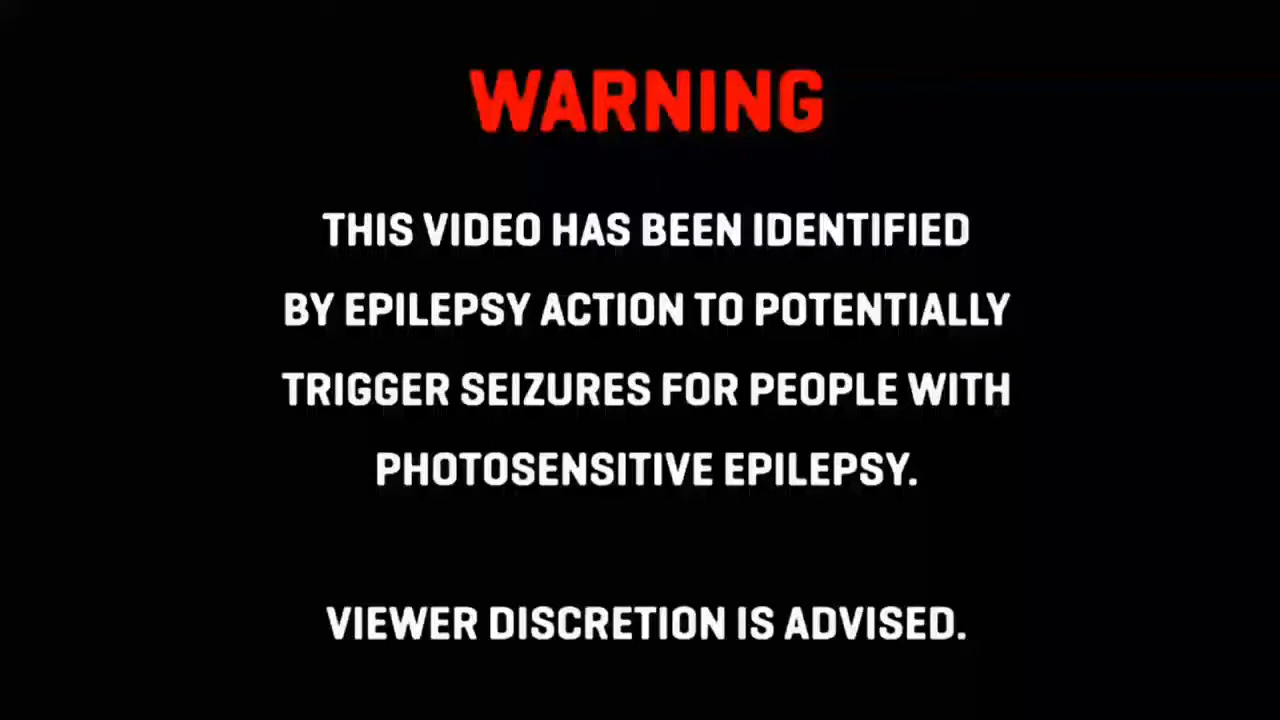 WARNING
THIS VIDEO HAS BEEN IDENTIFIED
BY EPILEPSY ACTION TO POTENTIALLY
TRIGGER SEIZURES FOR PEOPLE WITH
PHOTOSENSITIVE EPILEPSY.
VIEWER DISCRETION IS ADVISED.